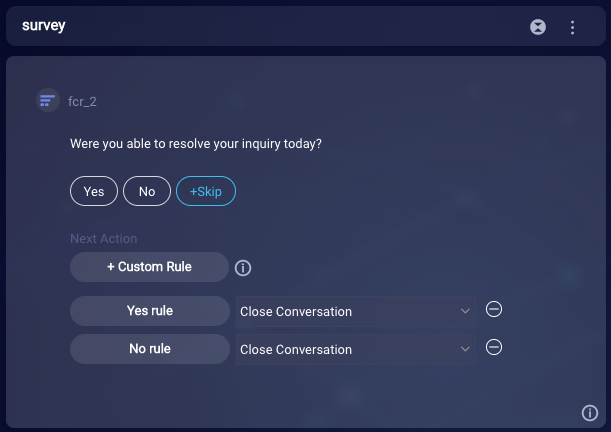 survey
fcr_2
Were you able to resolve your inquiry today?
Yes No +Skip
Next Action
+ Custom Rule
Yes rule Close Conversation
No rule Close Conversation